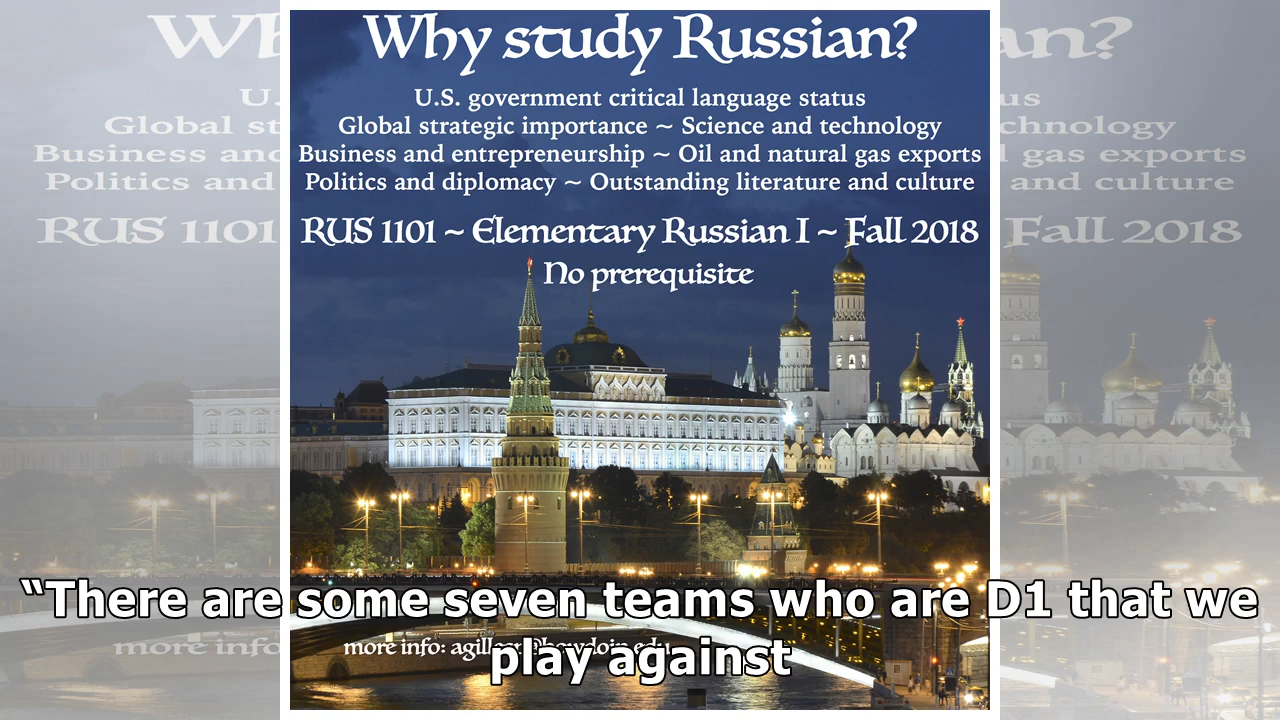 Why study Russian?
U.S. government critical language status
Global strategic importance ~ Science and technology
Business and entrepreneurship ~ Oil and natural gas exports
Politics and diplomacy ~ Outstanding literature and culture
RUS 1101 ~ Elementary Russian I ~ Fall 2018
No prerequisite
“There are some seven teams who are D1 that we
more info:
play against